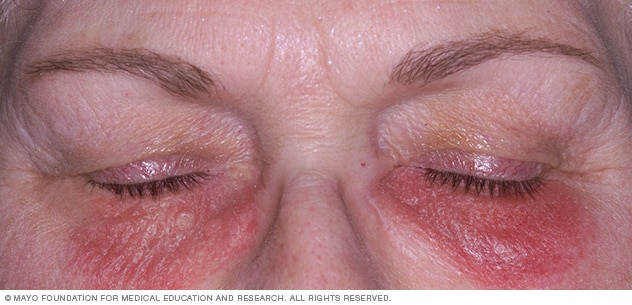 © MAYO FOUNDATION FOR MEDICAL EDUCATION AND RESEARCH. ALL RIGHTS RESERVED.